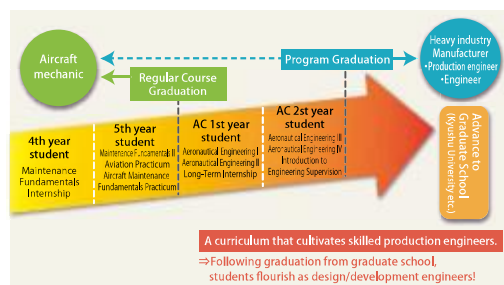 Aircraft
mechanic
Program Graduation
Heavy industry
Manufacturer
•Production engineer
•Engineer
Regular Course
Graduation
4th year
student
Maintenance
Fundamentals
Internship
5th year
student
Maintenence Fundamentals II
Aviation Practicum
Aircraft Maintenance
Fundamentals Practicum
AC 1st year
student
Aeronautical Engineering I
Aeronautical Engineering II
Long-Term Internship
AC 2st year
student
Aeronautical Engineering III
Aeronautical Engineering IV
Introduction to
Engineering Supervision
Advance to
Graduate School
(Kyushu University etc.)
A curriculum that cultivates skilled production engineers.
⇒Following graduation from graduate school,
students flourish as design/development engineers!